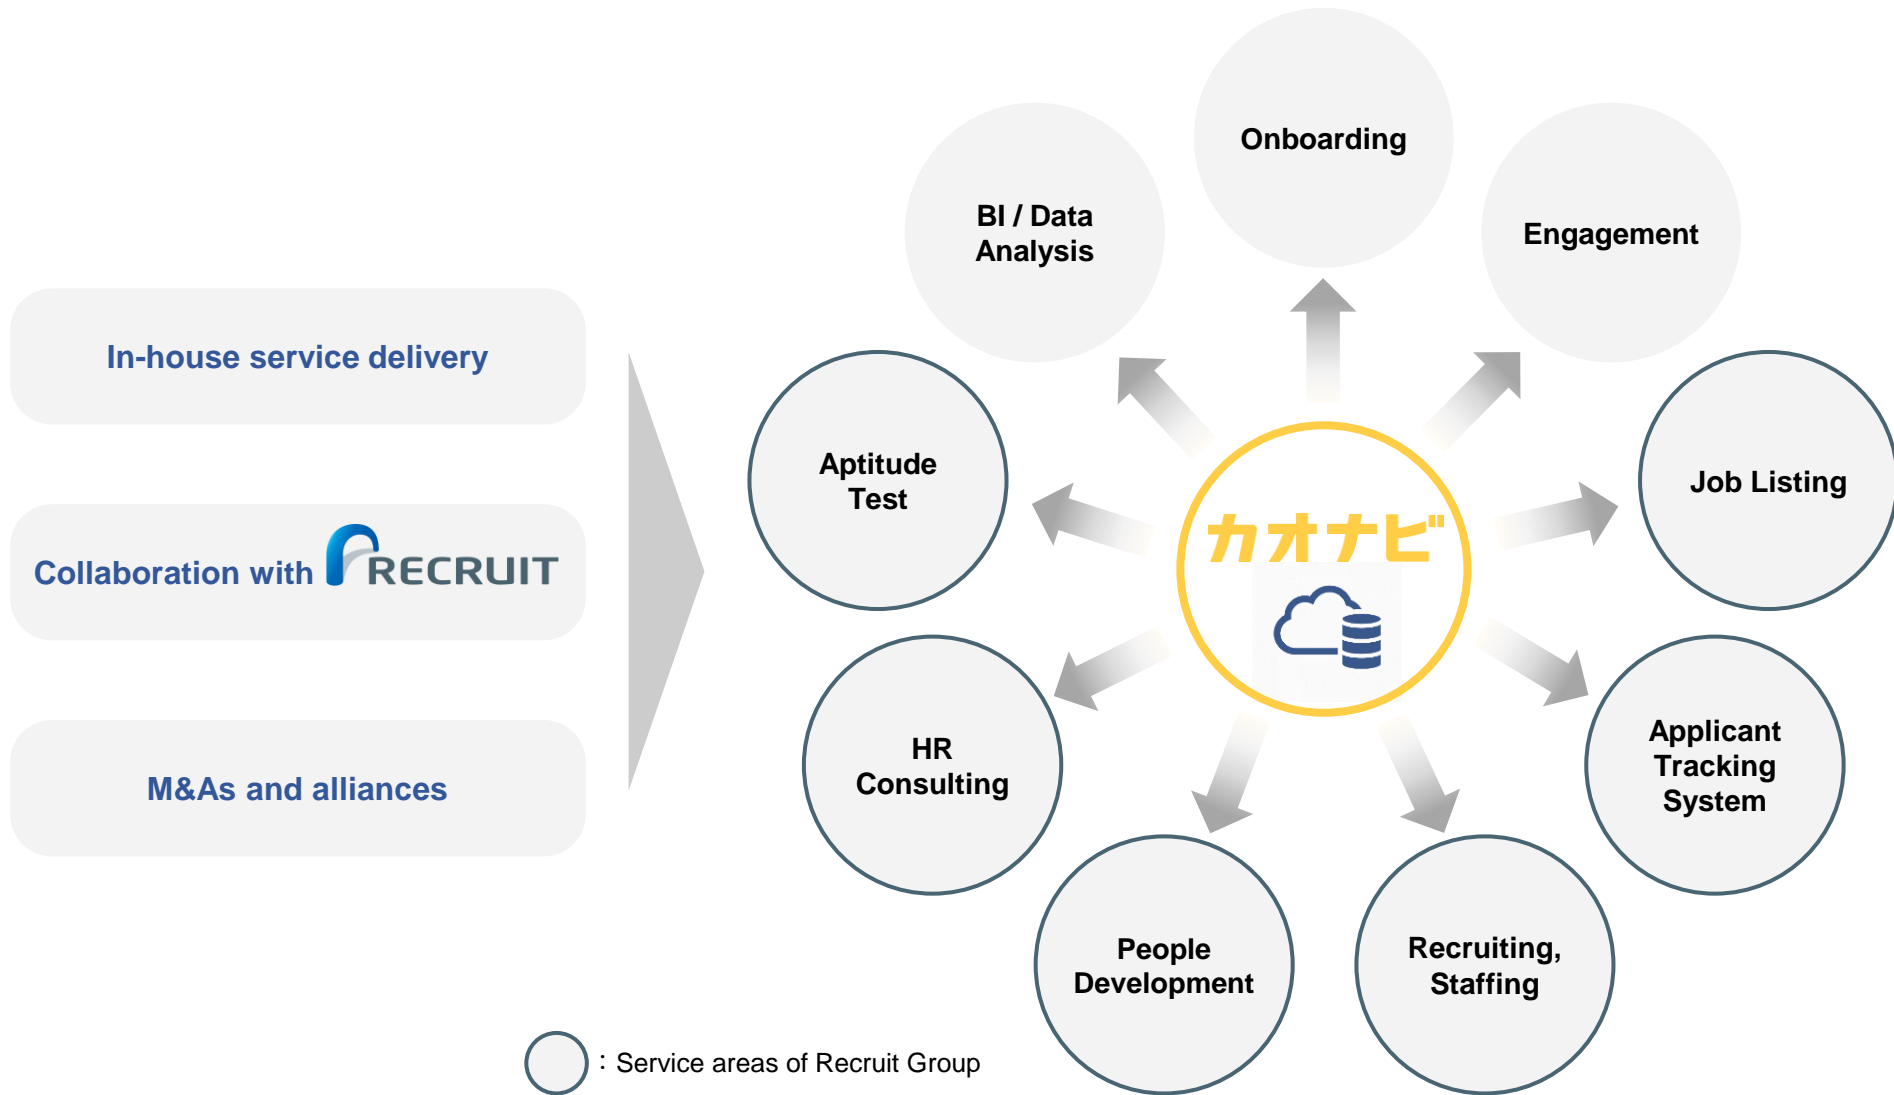 In-house service delivery
Collaboration with RECRUIT
M&As and alliances
Onboarding
BI / Data
Analysis
Engagement
Aptitude
Test
Job Listing
カオナビ
HR
Consulting
Applicant
Tracking
System
People
Development
Recruiting,
Staffing
：Service areas of Recruit Group